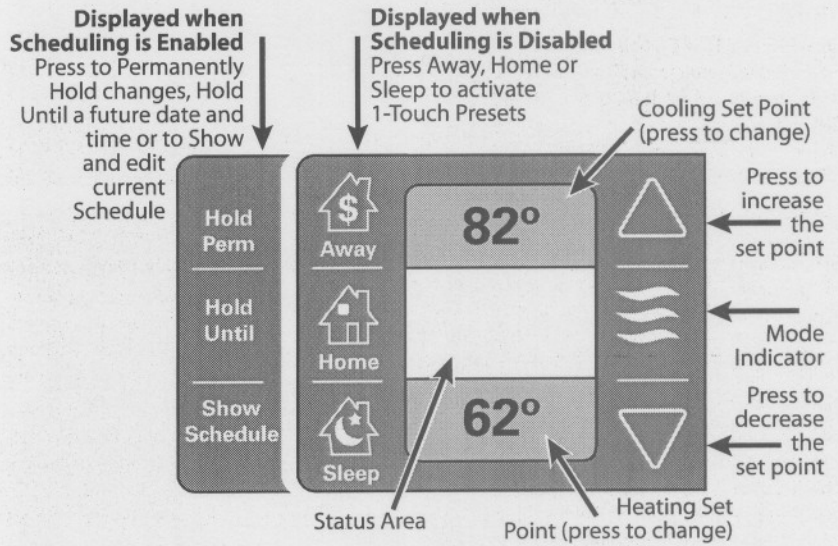 Displayed when
Scheduling is Enabled
Press to Permanently
Hold changes, Hold
Until a future date and
time or to Show
and edit
current
Schedule
Displayed when
Scheduling is Disabled
Press Away, Home or
Sleep to activate
1-Touch Presets
Cooling Set Point
(press to change)
Press to
increase
the
set point
Hold
Perm
Hold
Until
Show
Schedule
$
Away
Home
Sleep
82°
62°
Mode
Indicator
Press to
decrease
the
set point
Status Area
Heating Set
Point (press to change)